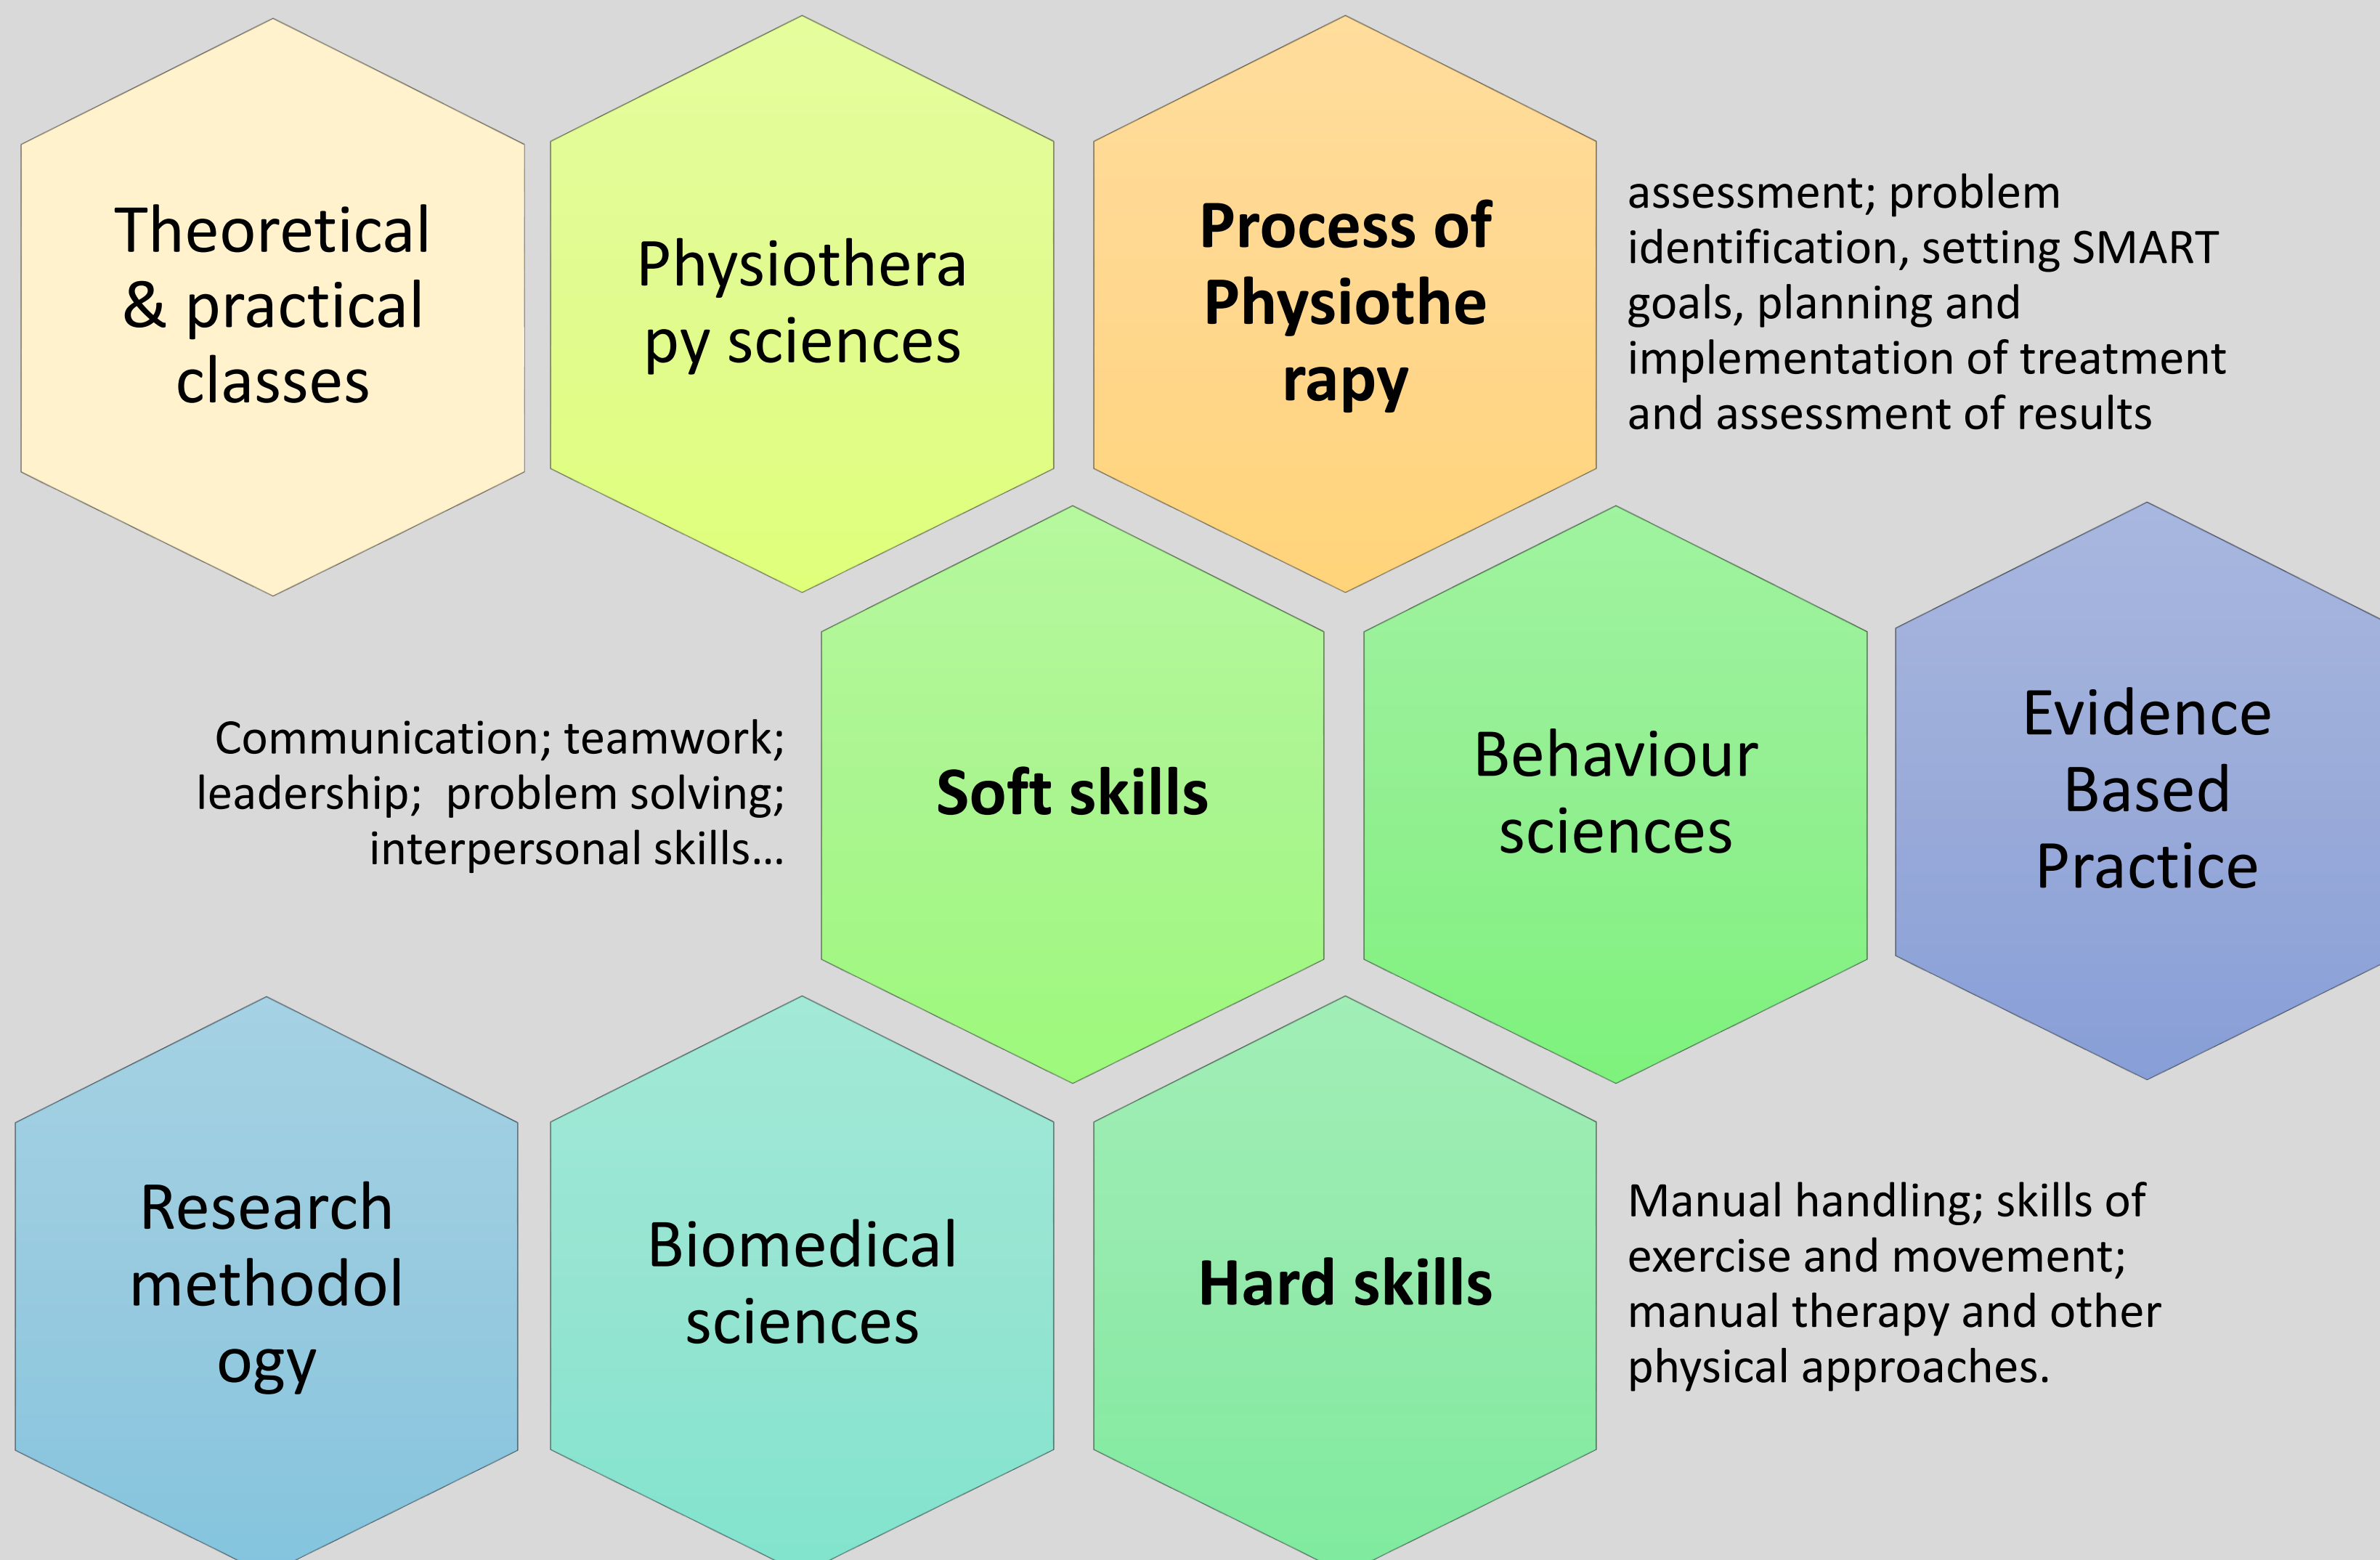 Theoretical
& practical
classes
Physiothera
py sciences
Process of
Physiothe
rapy
assessment; problem
identification, setting SMART
goals, planning and
implementation of treatment
and assessment of results
Communication; teamwork;
leadership;  problem solving;
interpersonal skills...
Soft skills
Behaviour
sciences
Evidence
Based
Practice
Research
methodol
ogy
Biomedical
sciences
Hard skills
Manual handling; skills of
exercise and movement;
manual therapy and other
physical approaches.